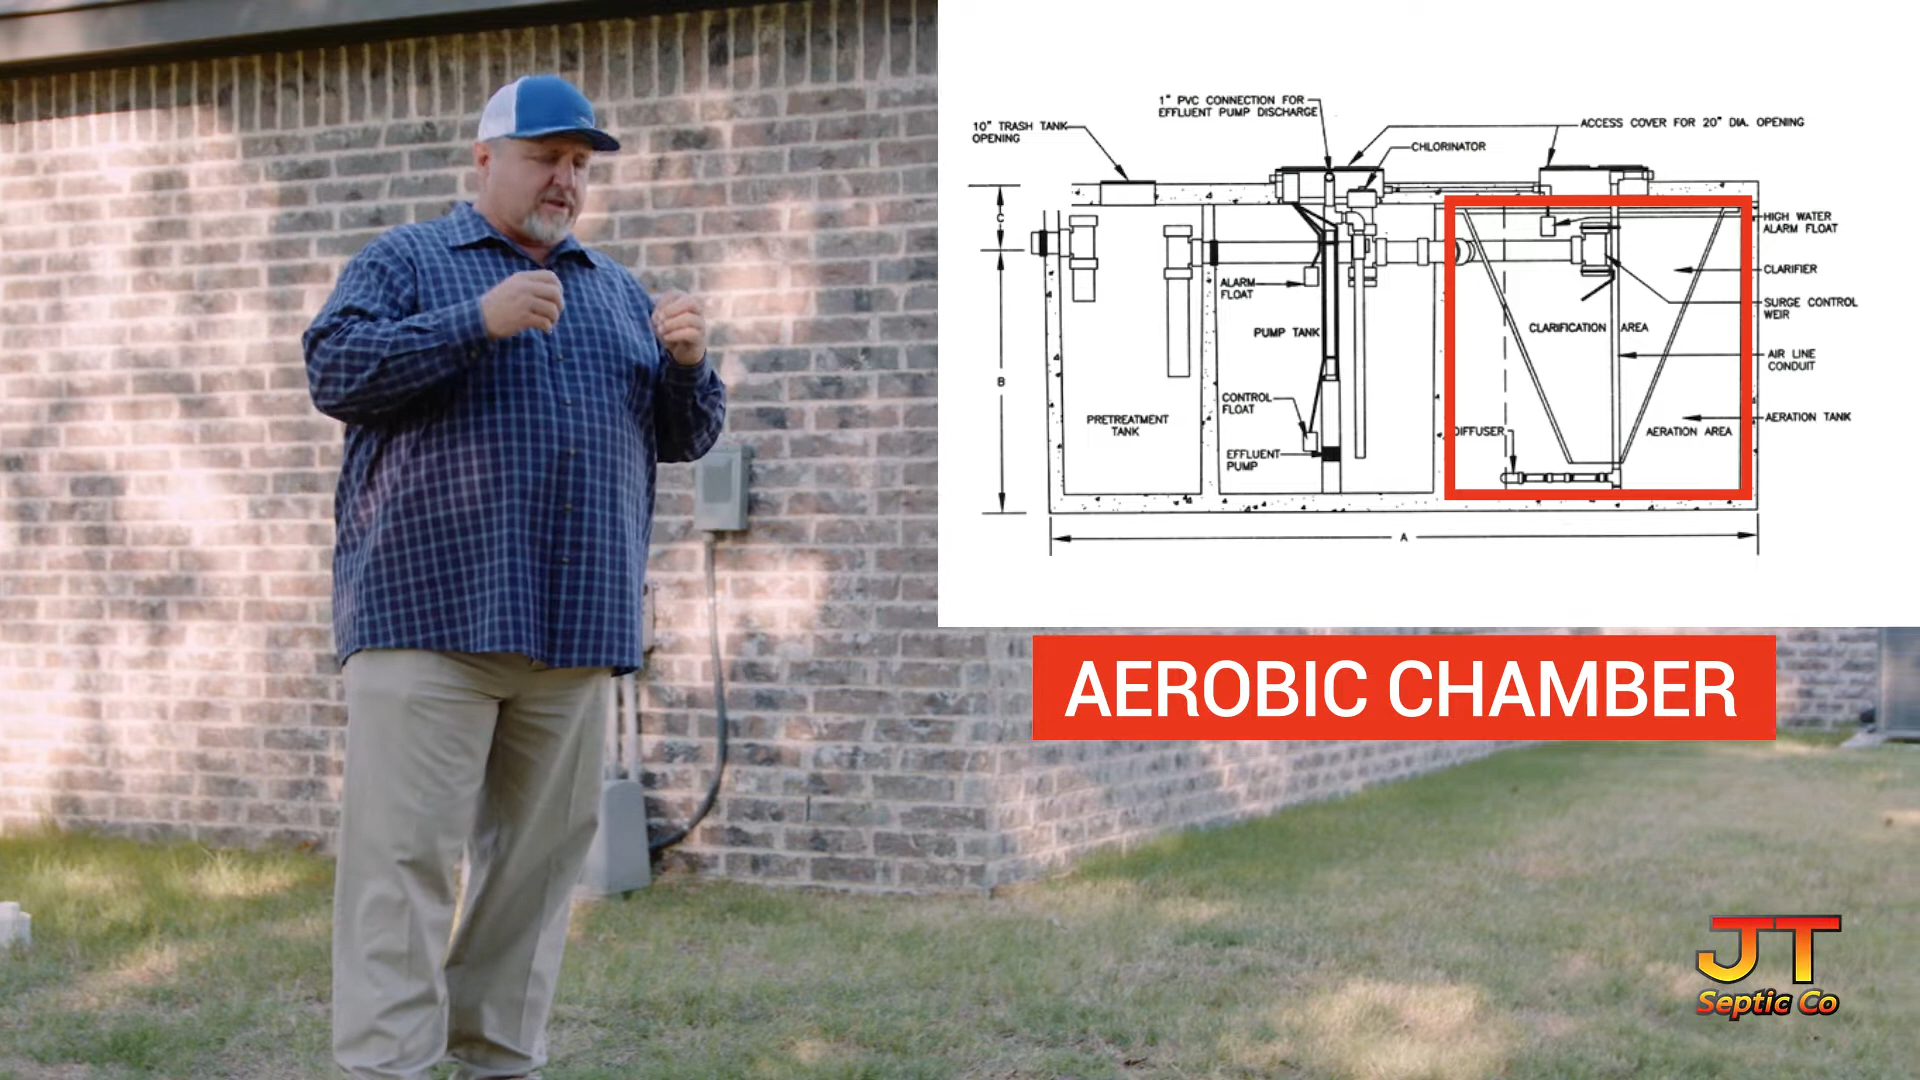 1" PVC CONNECTION FOR
EFFLUENT PUMP DISCHARGE
10" TRASH TANK
OPENING
ACCESS COVER FOR 20" DIA. OPENING
CHLORINATOR
C
HIGH WATER
ALARM FLOAT
CLARIFIER
ALARM
FLOAT
SURGE CONTROL
WEIR
PUMP TANK
CLARIFICATION AREA
AIR LINE
CONDUIT
B
CONTROL
FLOAT
PRETREATMENT
TANK
AERATION TANK
DIFFUSER
AERATION AREA
EFFLUENT
PUMP
A
AEROBIC CHAMBER
JT
Septic Co